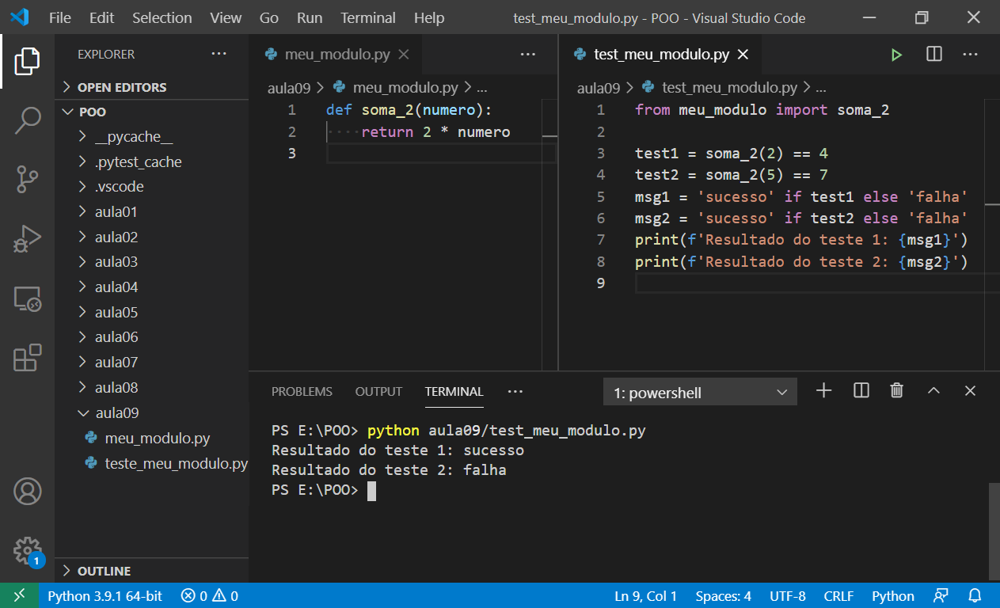 File Edit Selection View Go Run Terminal Help test_meu_modulo.py - POO - Visual Studio Code
EXPLORER ···
OPEN EDITORS
POO
__pycache__
.pytest_cache
.vscode
aula01
aula02
aula03
aula04
aula05
aula06
aula07
aula08
aula09
meu_modulo.py
teste_meu_modulo.py
OUTLINE
1
meu_modulo.py ···
aula09 > meu_modulo.py > ...
1 def soma_2(numero):
2 ····return 2 * numero
3
test_meu_modulo.py ···
aula09 > test_meu_modulo.py > ...
1 from meu_modulo import soma_2
2
3 test1 = soma_2(2) == 4
4 test2 = soma_2(5) == 7
5 msg1 = 'sucesso' if test1 else 'falha'
6 msg2 = 'sucesso' if test2 else 'falha'
7 print(f'Resultado do teste 1: {msg1}')
8 print(f'Resultado do teste 2: {msg2}')
9
PROBLEMS OUTPUT TERMINAL ··· 1: powershell
PS E:\POO> python aula09/test_meu_modulo.py
Resultado do teste 1: sucesso
Resultado do teste 2: falha
PS E:\POO>
Python 3.9.1 64-bit 0 0 Ln 9, Col 1 Spaces: 4 UTF-8 CRLF Python